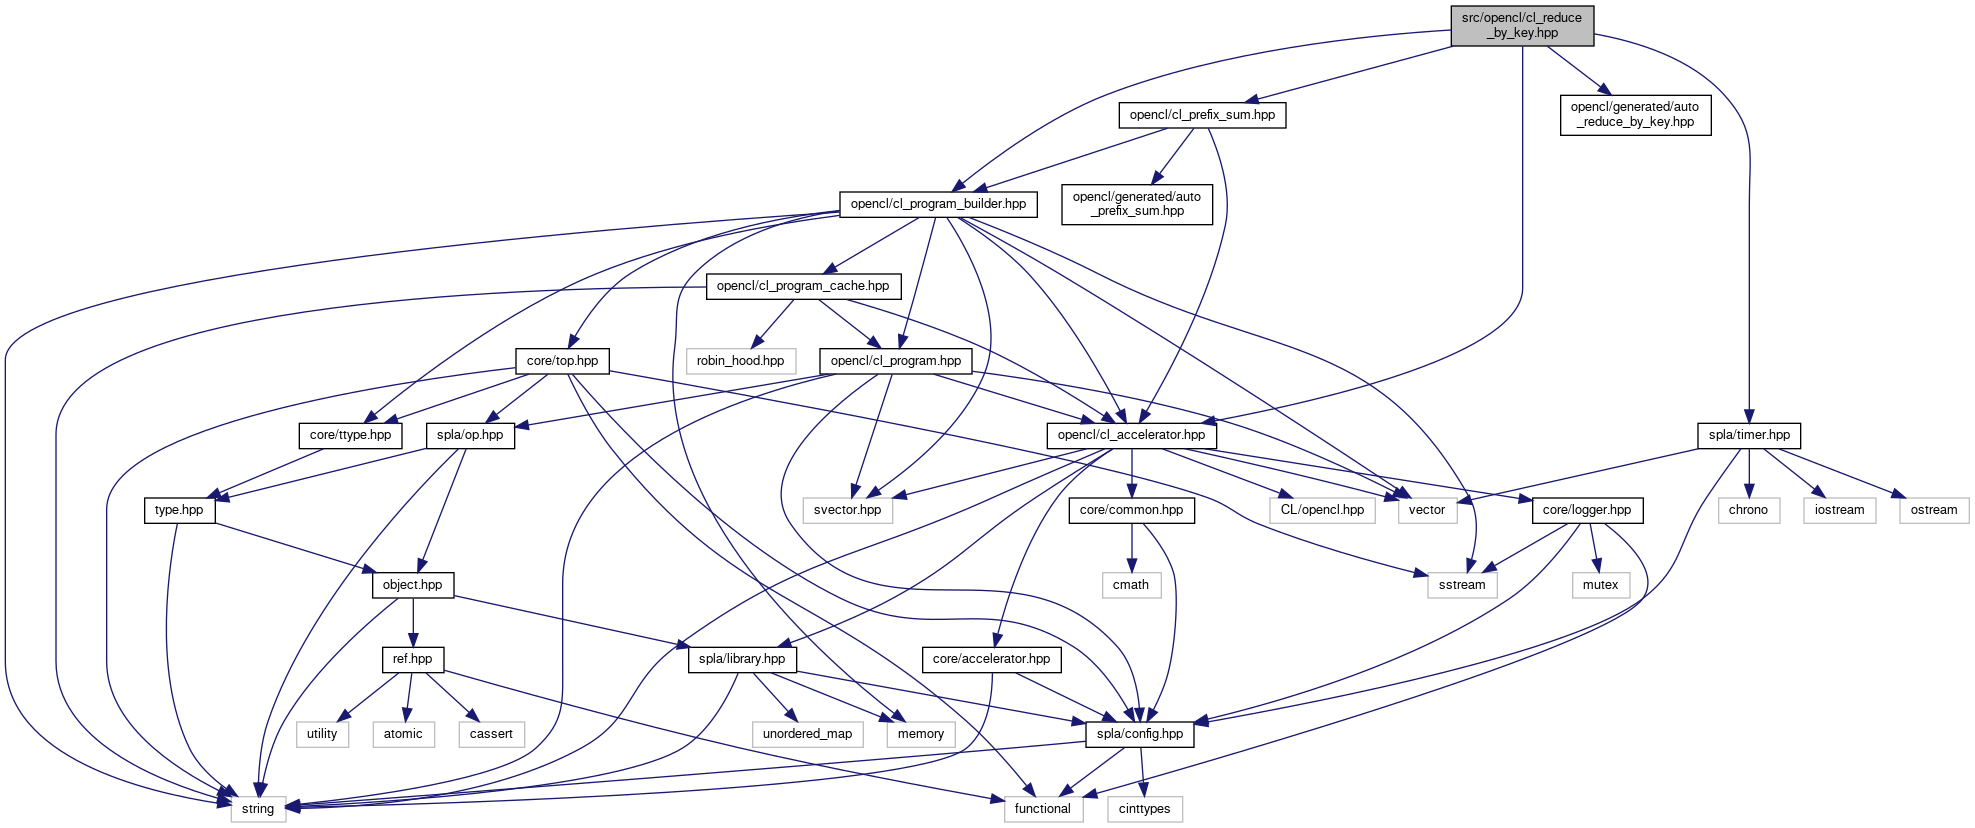 src/opencl/cl_reduce
_by_key.hpp
opencl/cl_prefix_sum.hpp
opencl/generated/auto
_reduce_by_key.hpp
opencl/cl_program_builder.hpp
opencl/generated/auto
_prefix_sum.hpp
opencl/cl_program_cache.hpp
core/top.hpp
robin_hood.hpp
opencl/cl_program.hpp
core/ttype.hpp
spla/op.hpp
opencl/cl_accelerator.hpp
spla/timer.hpp
type.hpp
svector.hpp
core/common.hpp
CL/opencl.hpp
vector
core/logger.hpp
chrono
iostream
ostream
object.hpp
cmath
sstream
mutex
ref.hpp
spla/library.hpp
core/accelerator.hpp
utility
atomic
cassert
unordered_map
memory
spla/config.hpp
string
functional
cinttypes